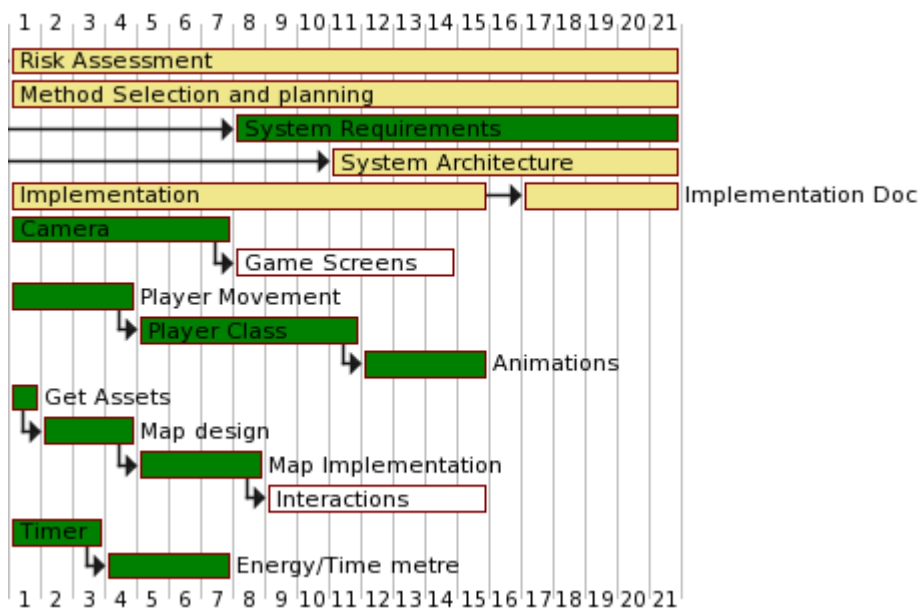 1 2 3 4 5 6 7 8 9 10 11 12 13 14 15 16 17 18 19 20 21
Risk Assessment
Method Selection and planning
System Requirements
System Architecture
Implementation Implementation Doc
Camera
Game Screens
Player Movement
Player Class
Animations
Get Assets
Map design
Map Implementation
Interactions
Timer
Energy/Time metre
1 2 3 4 5 6 7 8 9 10 11 12 13 14 15 16 17 18 19 20 21